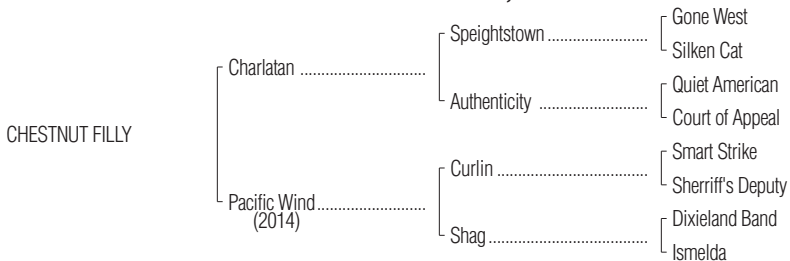 Gone West
Speightstown
Silken Cat
Charlatan
Quiet American
Authenticity
Court of Appeal
CHESTNUT FILLY
Smart Strike
Curlin
Sherriff's Deputy
Pacific Wind
(2014)
Dixieland Band
Shag
Ismelda